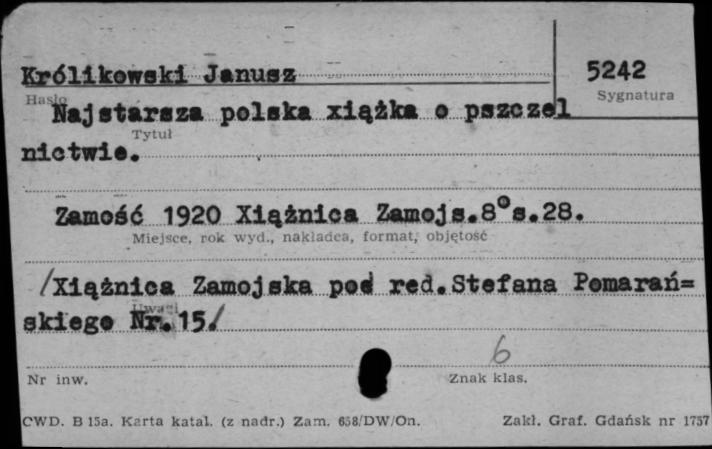 Królikowski Janusz
5242
Hasło
Sygnatura
Najstarsza polska xiążka o pszczel
Tytuł
nictwie.
Zamość 1920 Xiążnica Zamojs.8°s.28.
Miejsce, rok wyd., nakładca, format, objętość
/Xiążnica Zamojska pod red.Stefana Pomarań=
Uwagi
skiego Nr.15/
6
Nr inw.
Znak klas.
CWD. B 15a. Karta katal. (z nadr.) Zam. 658/DW/On.
Zakł. Graf. Gdańsk nr 1757